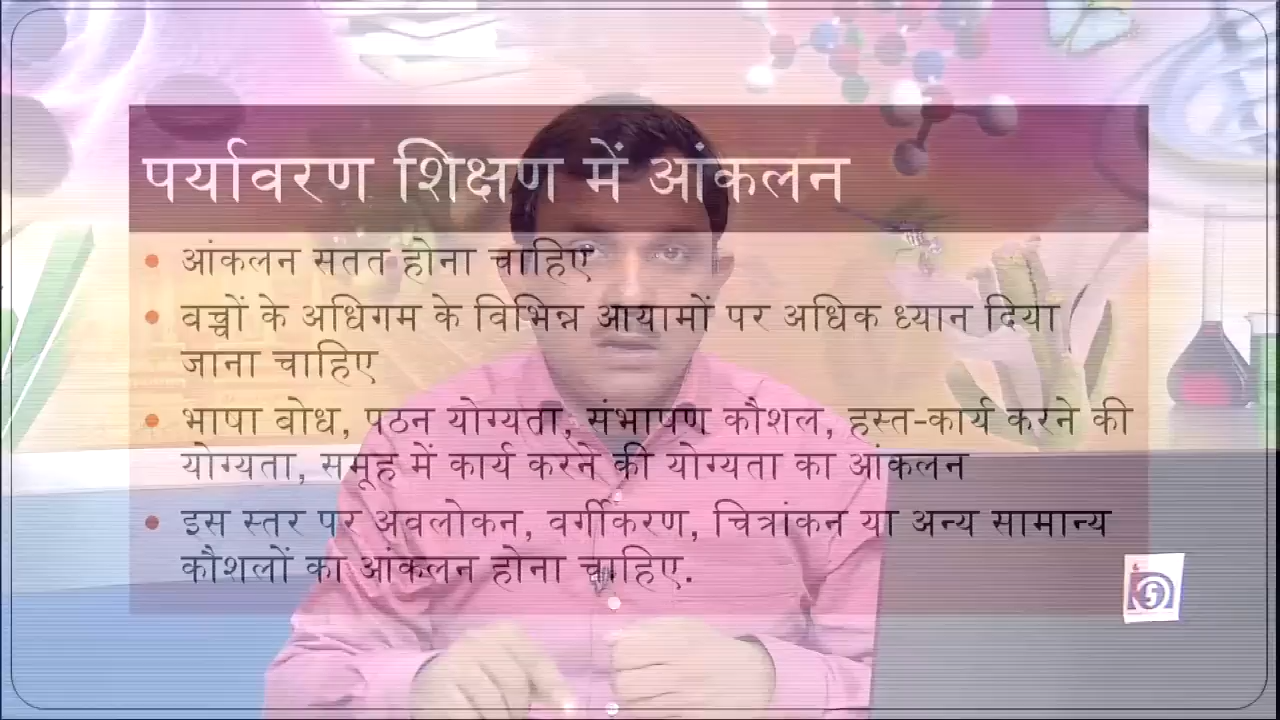 पर्यावरण शिक्षण में आंकलन
• आंकलन सतत होना चाहिए
• बच्चों के अधिगम के विभिन्न आयामों पर अधिक ध्यान दिया
जाना चाहिए
• भाषा बोध, पठन योग्यता, संभाषण कौशल, हस्त-कार्य करने की
योग्यता, समूह में कार्य करने की योग्यता का आंकलन
• इस स्तर पर अवलोकन, वर्गीकरण, चित्रांकन या अन्य सामान्य
कौशलों का आंकलन होना चाहिए.